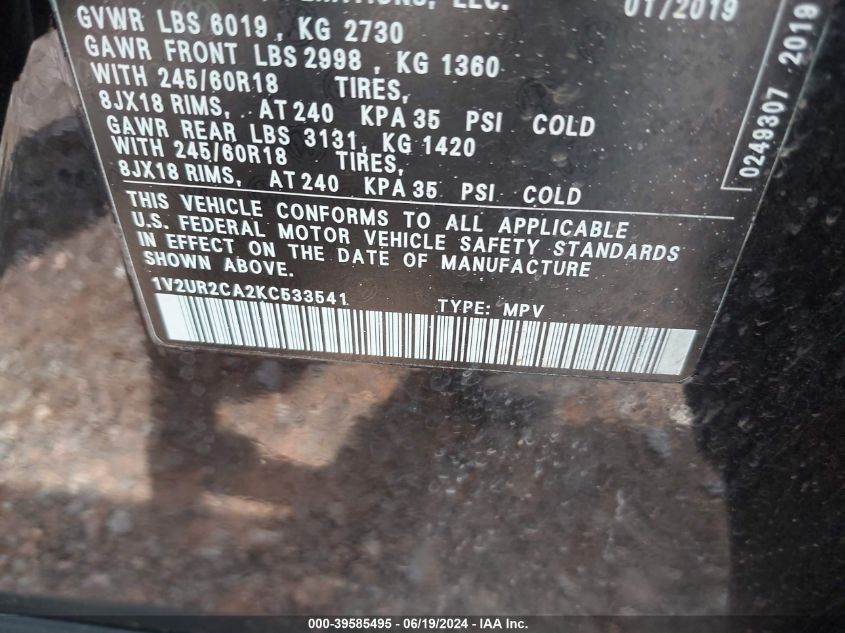 LLC. 01/2019
GVWR LBS 6019, KG 2730
GAWR FRONT LBS 2998, KG 1360
WITH 245/60R18 TIRES,
8JX18 RIMS, AT 240 KPA 35 PSI COLD
GAWR REAR LBS 3131, KG 1420
WITH 245/60R18 TIRES,
8JX18 RIMS, AT 240 KPA 35 PSI COLD
THIS VEHICLE CONFORMS TO ALL APPLICABLE
U.S. FEDERAL MOTOR VEHICLE SAFETY STANDARDS
IN EFFECT ON THE DATE OF MANUFACTURE
SHOWN ABOVE.
1V2UR2CA2KC533541 TYPE: MPV
0249307 2019
000-39585495 - 06/19/2024 - IAA Inc.